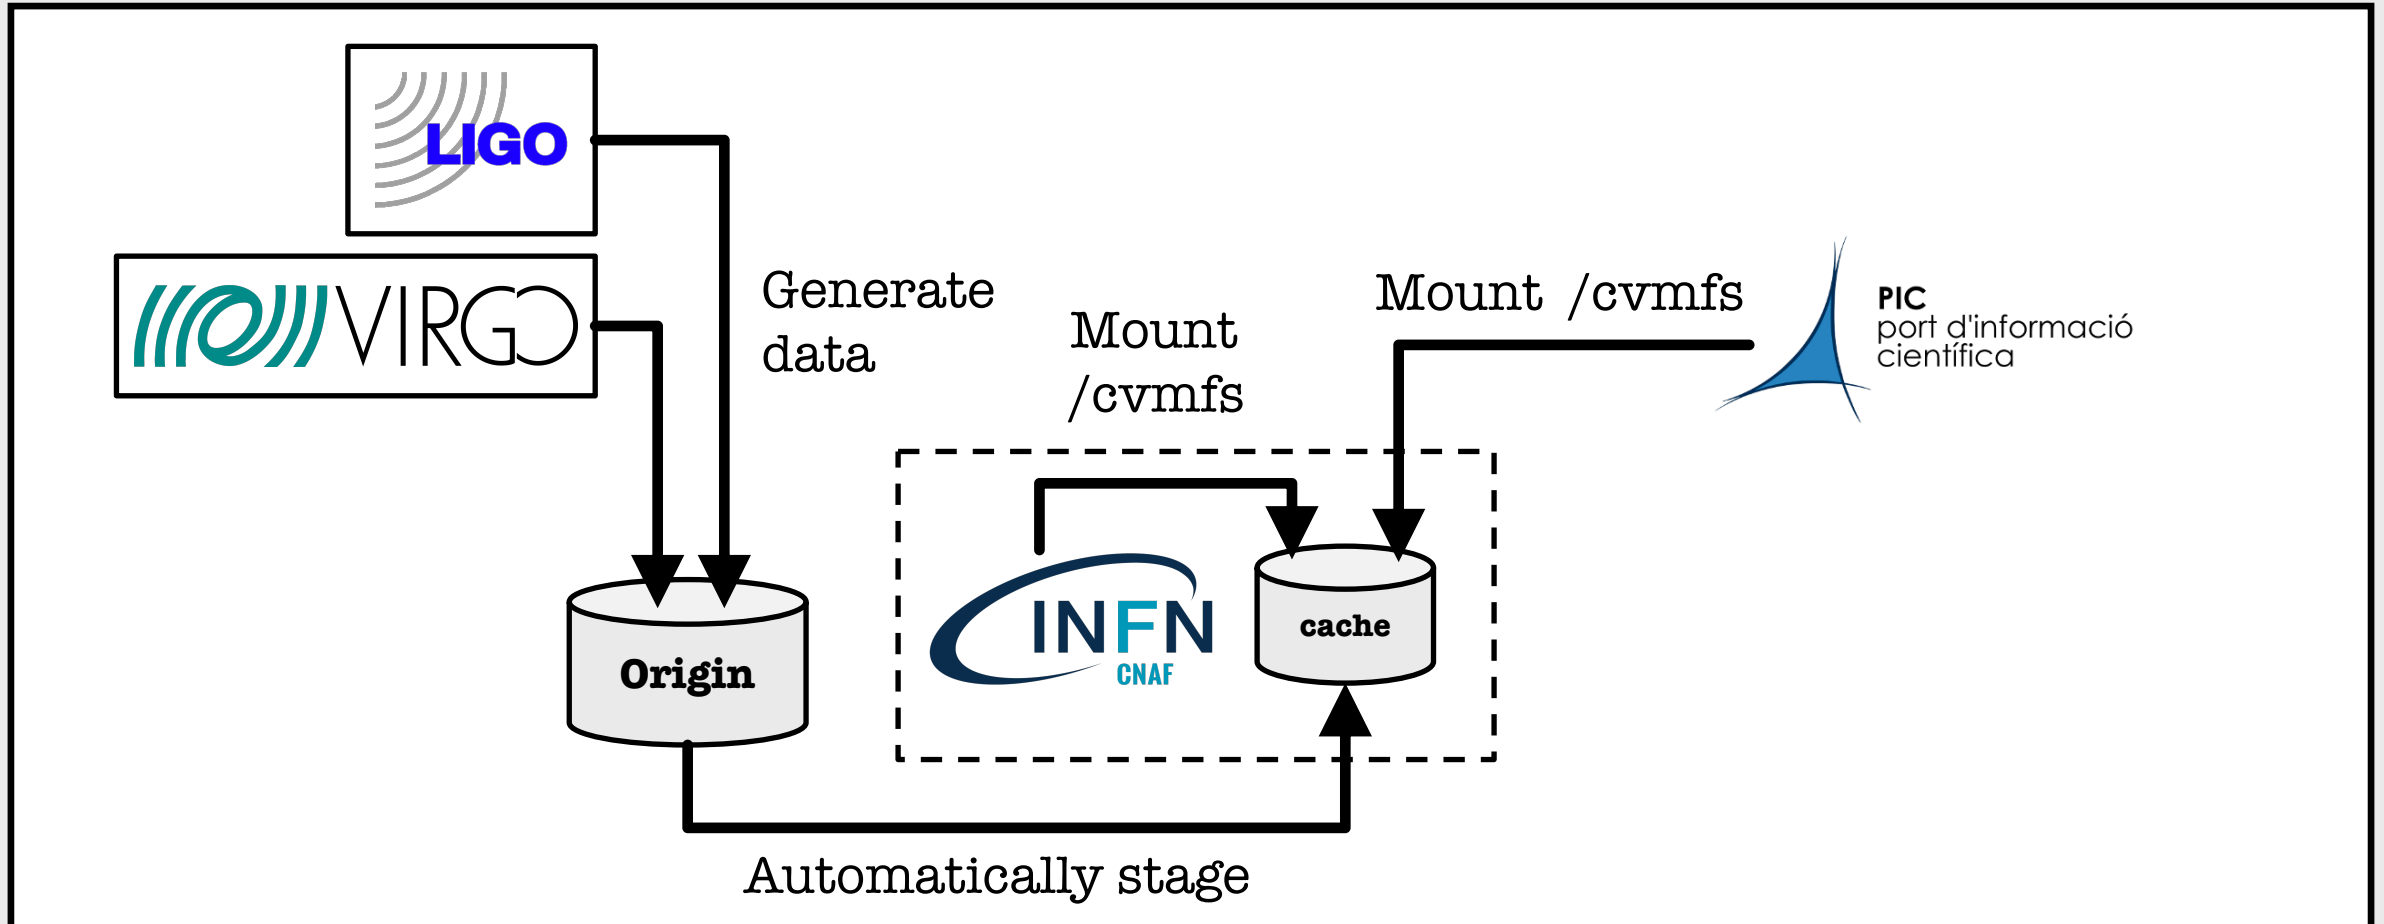 LIGO
VIRGO
Generate
data
Mount
/cvmfs
Mount /cvmfs
PIC
port d'informació
científica
INFN
CNAF
cache
Origin
Automatically stage